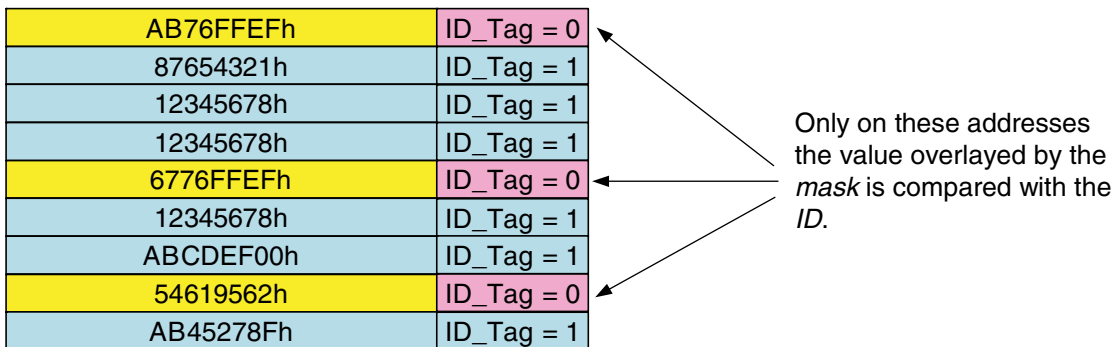 AB76FFEFh ID_Tag = 0
87654321h ID_Tag = 1
12345678h ID_Tag = 1
12345678h ID_Tag = 1
6776FFEFh ID_Tag = 0
12345678h ID_Tag = 1
ABCDEF00h ID_Tag = 1
54619562h ID_Tag = 0
AB45278Fh ID_Tag = 1
Only on these addresses
the value overlayed by the
mask is compared with the
ID.